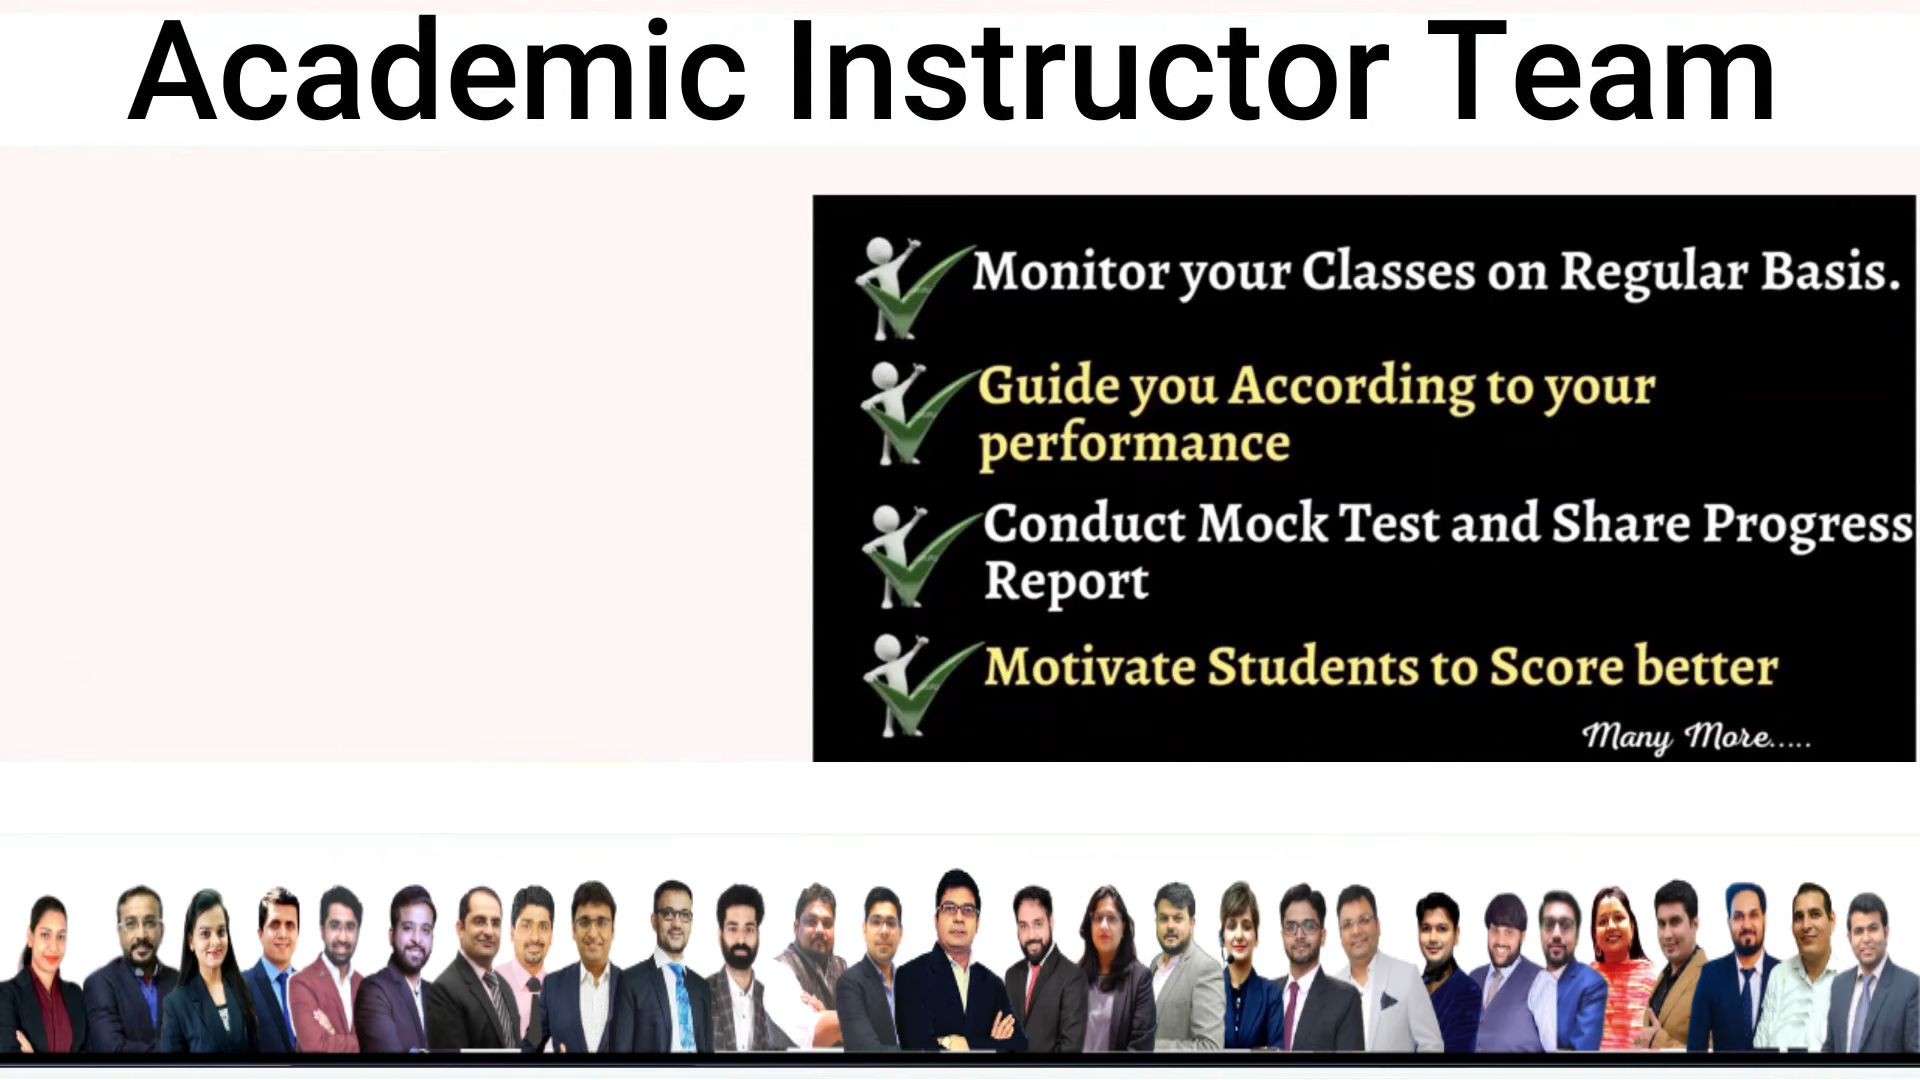 Academic Instructor Team
Monitor your Classes on Regular Basis.
Guide you According to your
performance
Conduct Mock Test and Share Progress
Report
Motivate Students to Score better
Many More.....